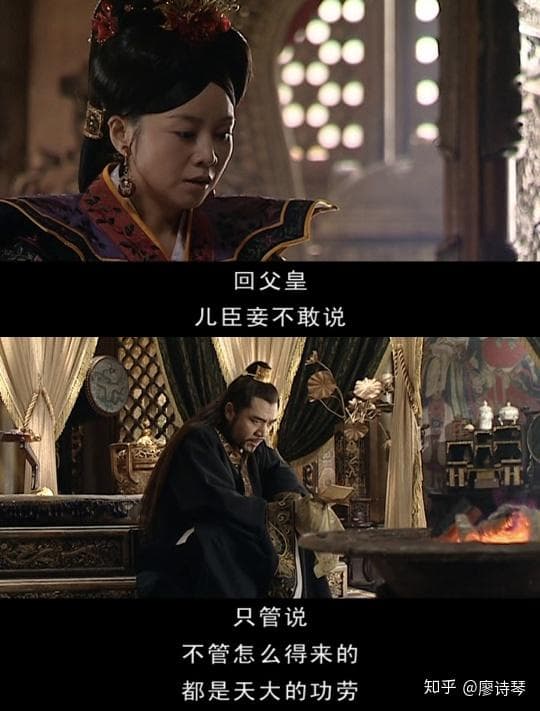 回父皇
儿臣妾不敢说
只管说
不管怎么得来的
都是天大的功劳
知乎 @廖诗琴